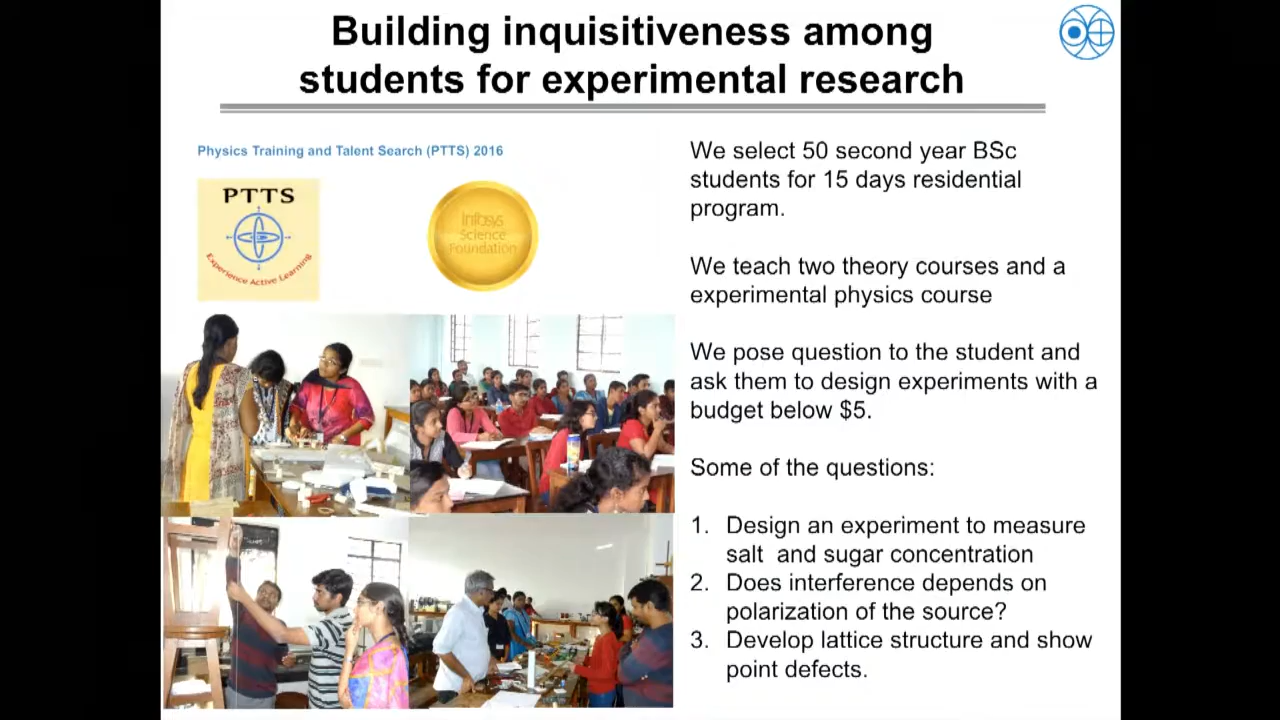 Building inquisitiveness among
students for experimental research
Physics Training and Talent Search (PTTS) 2016
PTTS
Experience Active Learning
Infosys
Science
Foundation
We select 50 second year BSc
students for 15 days residential
program.
We teach two theory courses and a
experimental physics course
We pose question to the student and
ask them to design experiments with a
budget below $5.
Some of the questions:
1. Design an experiment to measure
salt and sugar concentration
2. Does interference depends on
polarization of the source?
3. Develop lattice structure and show
point defects.